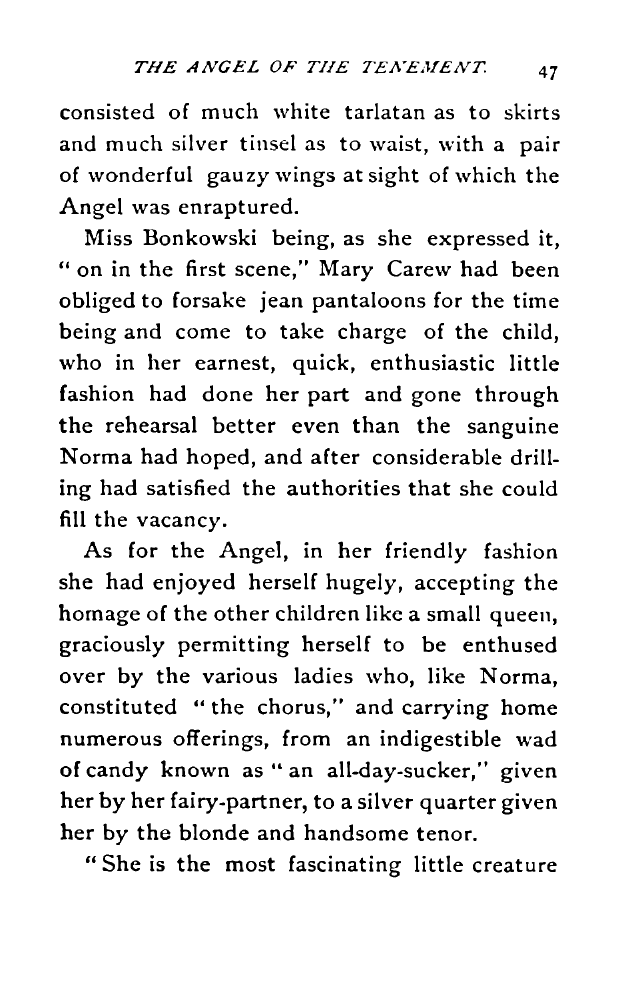 THE ANGEL OF THE TENEMENT. 47
consisted of much white tarlatan as to skirts
and much silver tinsel as to waist, with a pair
of wonderful gauzy wings at sight of which the
Angel was enraptured.
Miss Bonkowski being, as she expressed it,
“ on in the first scene,” Mary Carew had been
obliged to forsake jean pantaloons for the time
being and come to take charge of the child,
who in her earnest, quick, enthusiastic little
fashion had done her part and gone through
the rehearsal better even than the sanguine
Norma had hoped, and after considerable drill-
ing had satisfied the authorities that she could
fill the vacancy.
As for the Angel, in her friendly fashion
she had enjoyed herself hugely, accepting the
homage of the other children like a small queen,
graciously permitting herself to be enthused
over by the various ladies who, like Norma,
constituted “ the chorus,” and carrying home
numerous offerings, from an indigestible wad
of candy known as “ an all-day-sucker,” given
her by her fairy-partner, to a silver quarter given
her by the blonde and handsome tenor.
“ She is the most fascinating little creature